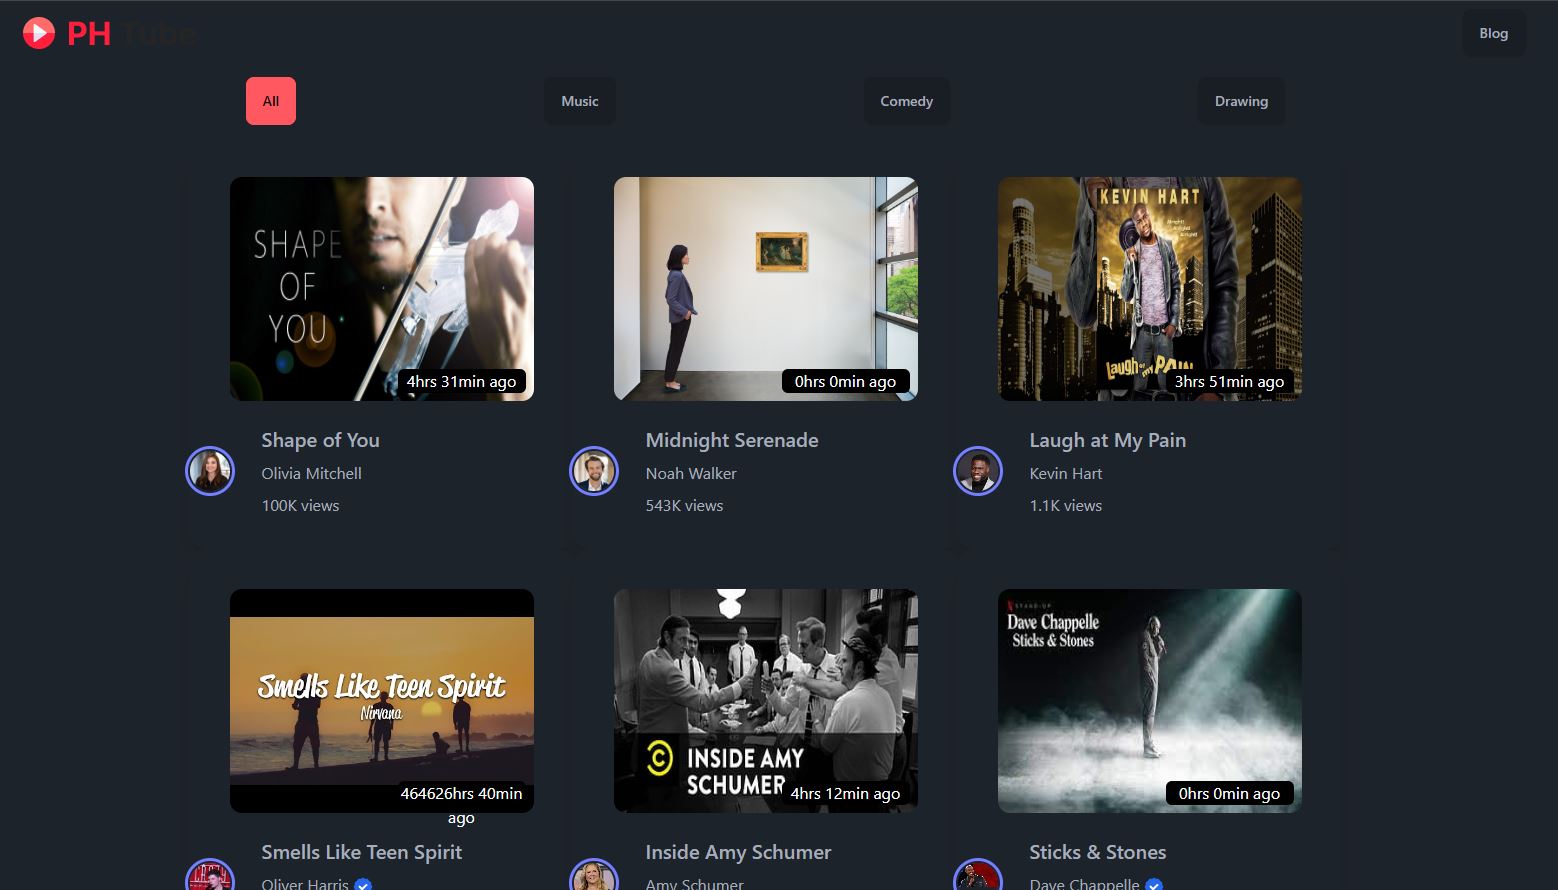 PH Tube
Blog
All
Music
Comedy
Drawing
SHAPE
OF
YOU
4hrs 31min ago
0hrs 0min ago
KEVIN HART
Laugh at my PAIN
3hrs 51min ago
Shape of You
Olivia Mitchell
100K views
Midnight Serenade
Noah Walker
543K views
Laugh at My Pain
Kevin Hart
1.1K views
Smells Like Teen Spirit
Nirvana
464626hrs 40min
ago
INSIDE AMY
SCHUMER
4hrs 12min ago
STAND-UP
Dave Chappelle
Sticks & Stones
0hrs 0min ago
Smells Like Teen Spirit
Oliver Harris
Inside Amy Schumer
Amy Schumer
Sticks & Stones
Dave Chappelle